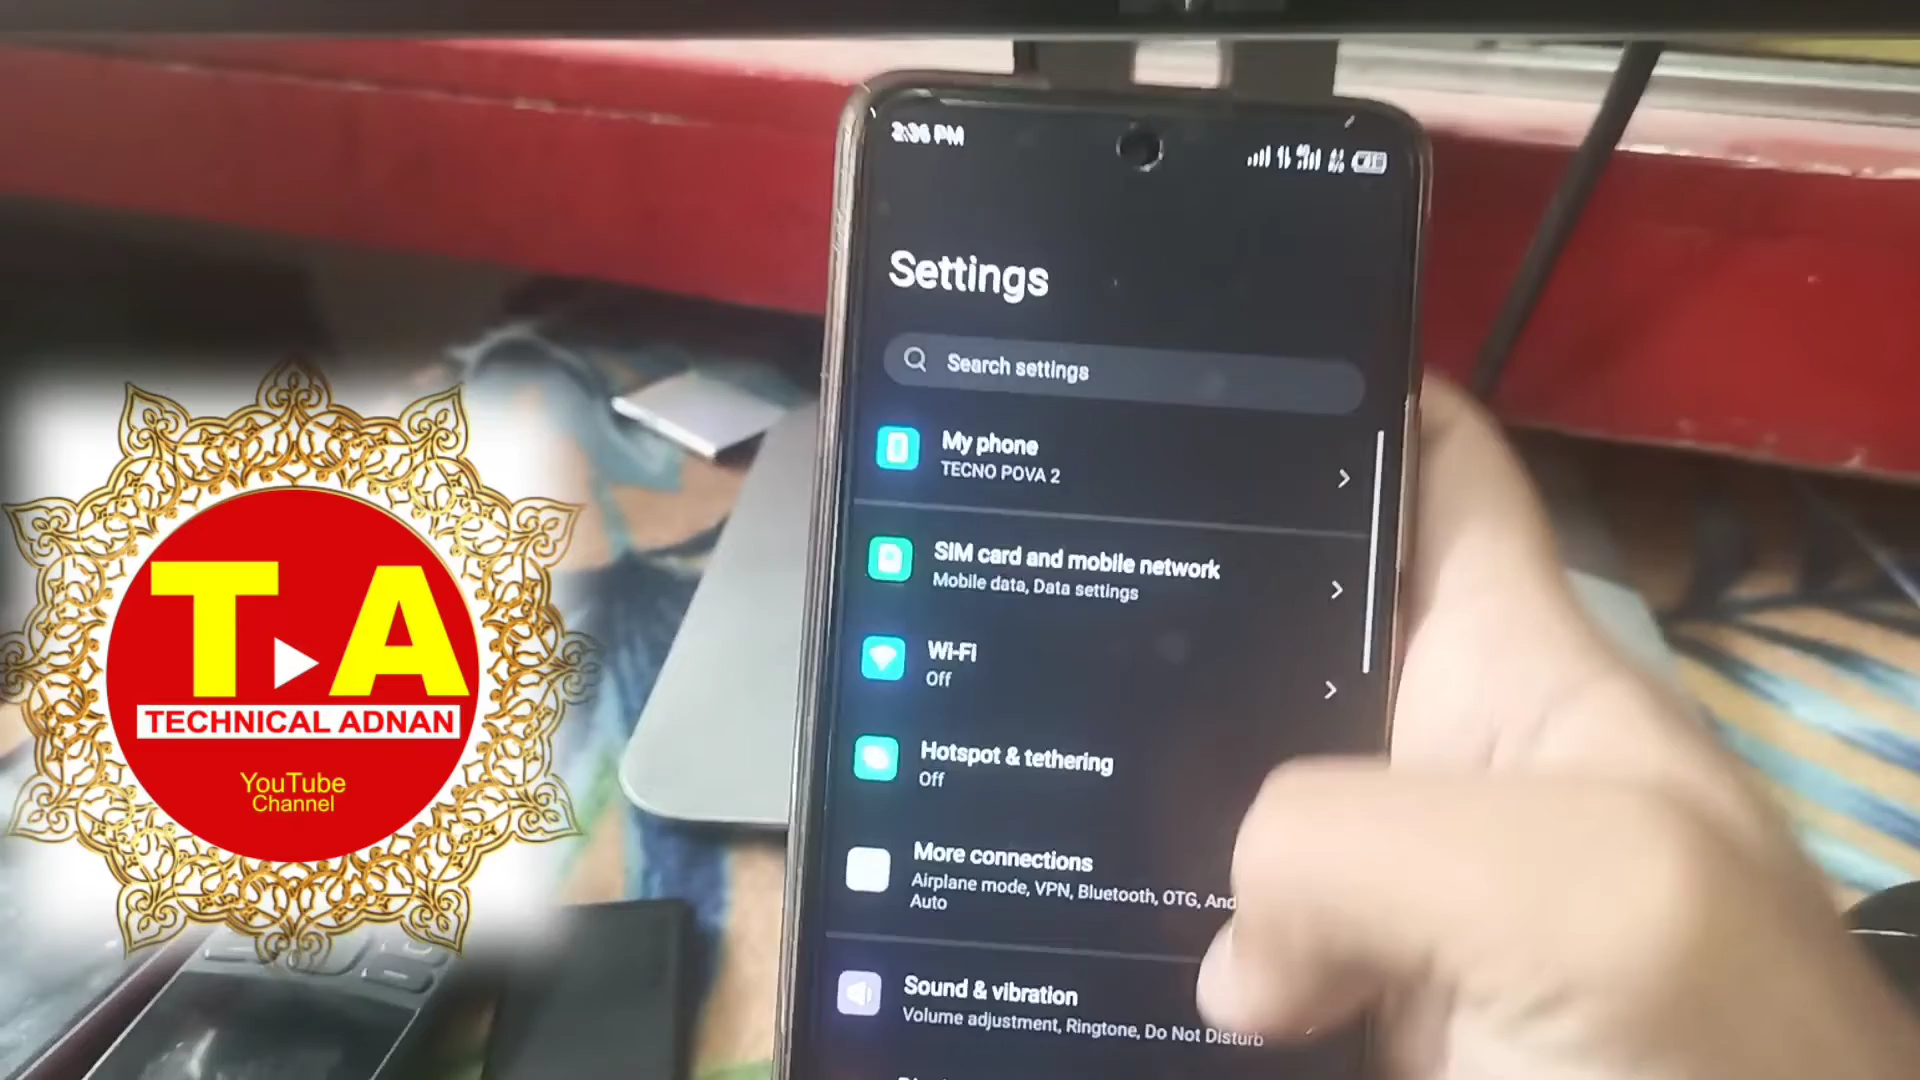 2:36 PM
Settings
Search settings
My phone
TECNO POVA 2
SIM card and mobile network
Mobile data, Data settings
Wi-Fi
Off
Hotspot & tethering
Off
More connections
Airplane mode, VPN, Bluetooth, OTG, And
Auto
Sound & vibration
Volume adjustment, Ringtone, Do Not Disturb
T A
TECHNICAL ADNAN
YouTube
Channel